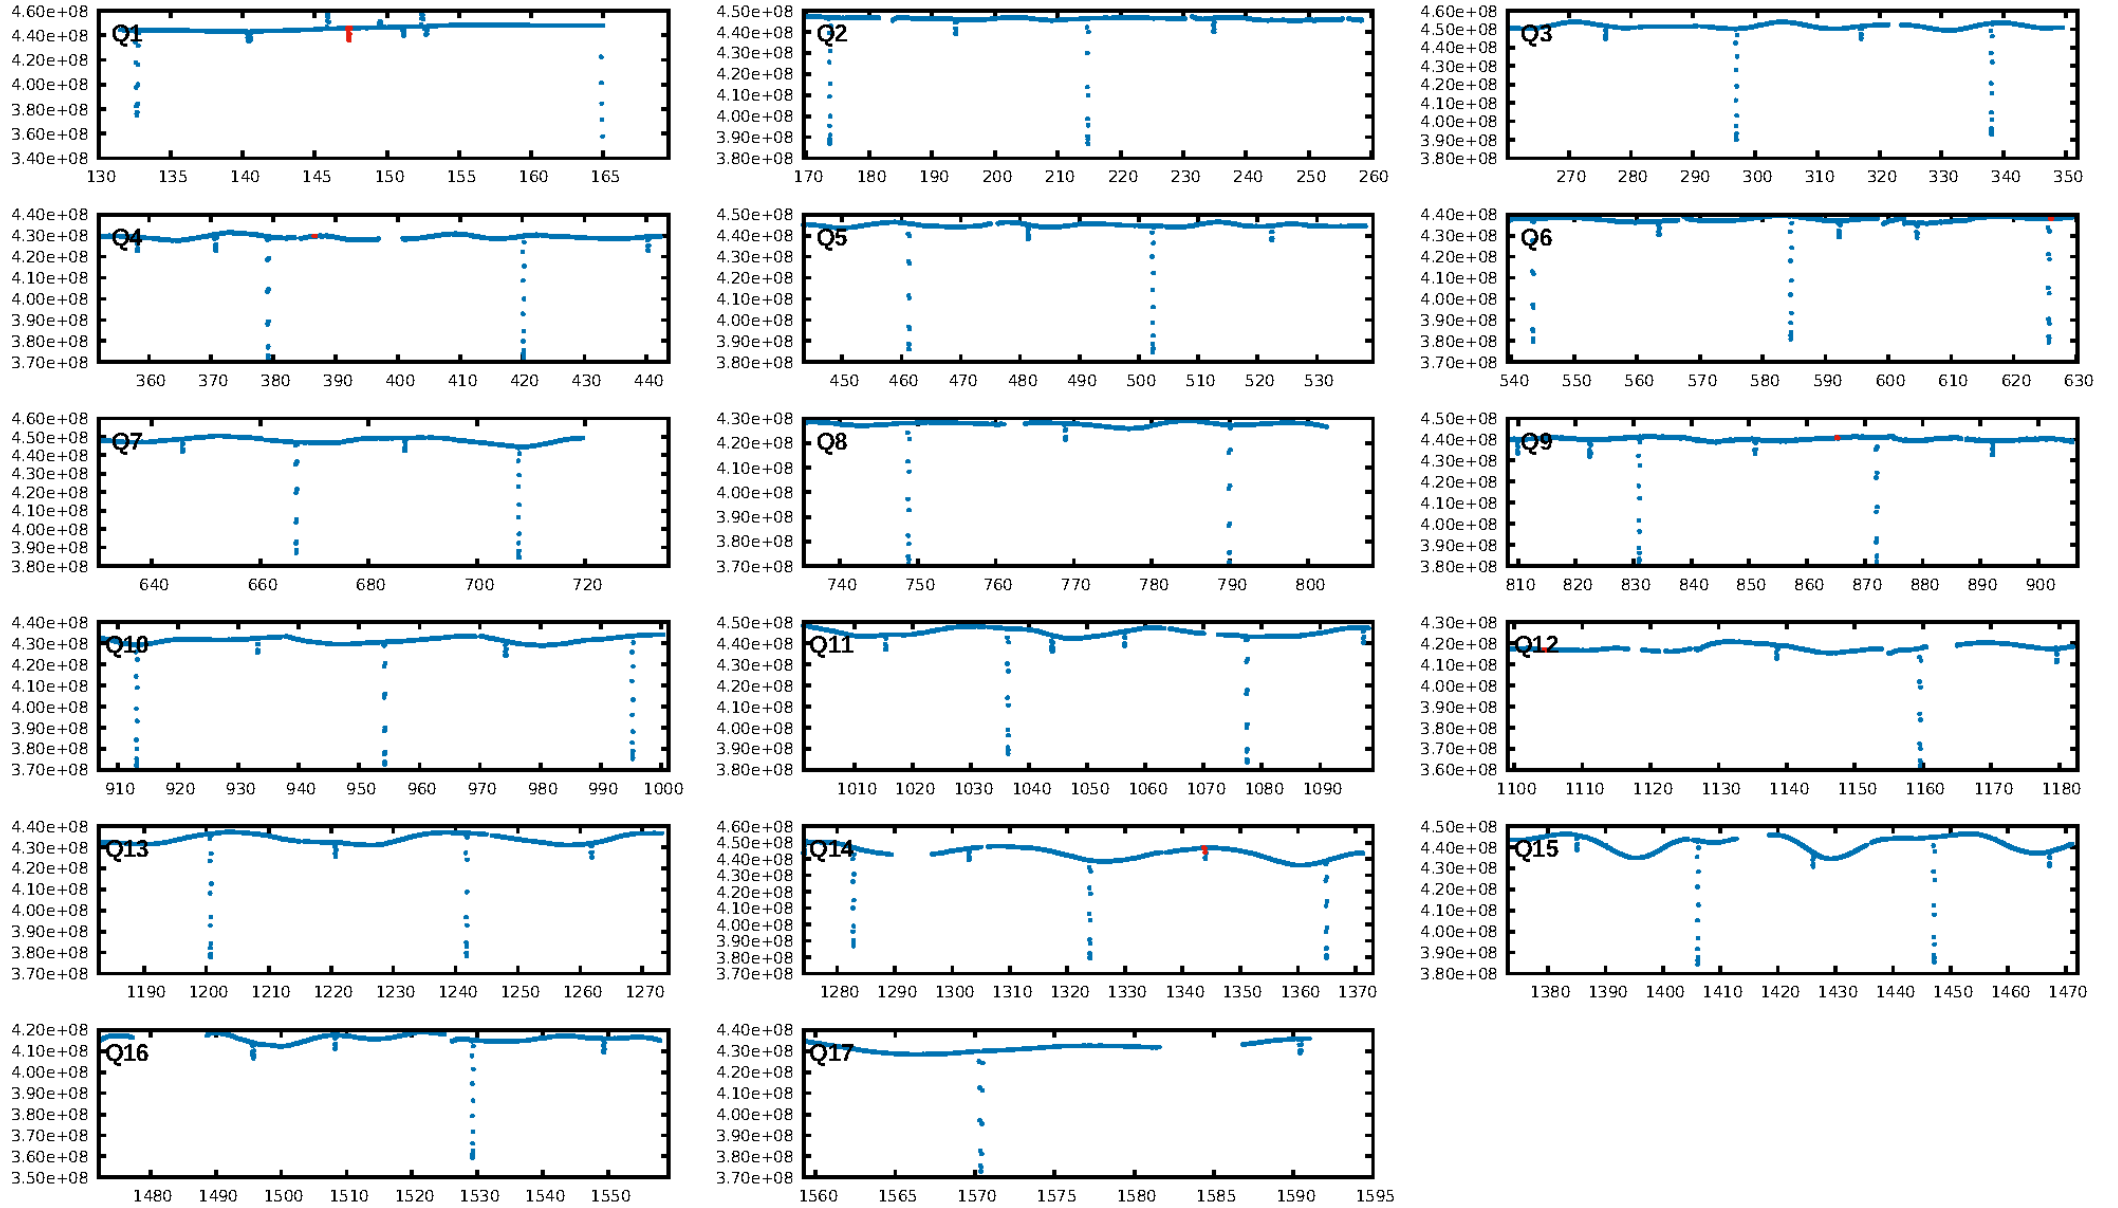 4.60e+08
4.40e+08
4.20e+08
4.00e+08
3.80e+08
3.60e+08
3.40e+08
Q1
130 135 140 145 150 155 160 165
4.50e+08
4.40e+08
4.30e+08
4.20e+08
4.10e+08
4.00e+08
3.90e+08
3.80e+08
Q2
170 180 190 200 210 220 230 240 250 260
4.60e+08
4.50e+08
4.40e+08
4.30e+08
4.20e+08
4.10e+08
4.00e+08
3.90e+08
3.80e+08
Q3
270 280 290 300 310 320 330 340 350
4.40e+08
4.30e+08
4.20e+08
4.10e+08
4.00e+08
3.90e+08
3.80e+08
3.70e+08
Q4
360 370 380 390 400 410 420 430 440
4.50e+08
4.40e+08
4.30e+08
4.20e+08
4.10e+08
4.00e+08
3.90e+08
3.80e+08
Q5
450 460 470 480 490 500 510 520 530
4.40e+08
4.30e+08
4.20e+08
4.10e+08
4.00e+08
3.90e+08
3.80e+08
3.70e+08
Q6
540 550 560 570 580 590 600 610 620 630
4.60e+08
4.50e+08
4.40e+08
4.30e+08
4.20e+08
4.10e+08
4.00e+08
3.90e+08
3.80e+08
Q7
640 660 680 700 720
4.30e+08
4.20e+08
4.10e+08
4.00e+08
3.90e+08
3.80e+08
3.70e+08
Q8
740 750 760 770 780 790 800
4.50e+08
4.40e+08
4.30e+08
4.20e+08
4.10e+08
4.00e+08
3.90e+08
3.80e+08
Q9
810 820 830 840 850 860 870 880 890 900
4.40e+08
4.30e+08
4.20e+08
4.10e+08
4.00e+08
3.90e+08
3.80e+08
3.70e+08
Q10
910 920 930 940 950 960 970 980 990 1000
4.50e+08
4.40e+08
4.30e+08
4.20e+08
4.10e+08
4.00e+08
3.90e+08
3.80e+08
Q11
1010 1020 1030 1040 1050 1060 1070 1080 1090
4.30e+08
4.20e+08
4.10e+08
4.00e+08
3.90e+08
3.80e+08
3.70e+08
3.60e+08
Q12
1100 1110 1120 1130 1140 1150 1160 1170 1180
4.40e+08
4.30e+08
4.20e+08
4.10e+08
4.00e+08
3.90e+08
3.80e+08
3.70e+08
Q13
1190 1200 1210 1220 1230 1240 1250 1260 1270
4.60e+08
4.50e+08
4.40e+08
4.30e+08
4.20e+08
4.10e+08
4.00e+08
3.90e+08
3.80e+08
3.70e+08
Q14
1280 1290 1300 1310 1320 1330 1340 1350 1360 1370
4.50e+08
4.40e+08
4.30e+08
4.20e+08
4.10e+08
4.00e+08
3.90e+08
3.80e+08
Q15
1380 1390 1400 1410 1420 1430 1440 1450 1460 1470
4.20e+08
4.10e+08
4.00e+08
3.90e+08
3.80e+08
3.70e+08
3.60e+08
3.50e+08
Q16
1480 1490 1500 1510 1520 1530 1540 1550
4.40e+08
4.30e+08
4.20e+08
4.10e+08
4.00e+08
3.90e+08
3.80e+08
3.70e+08
Q17
1560 1565 1570 1575 1580 1585 1590 1595